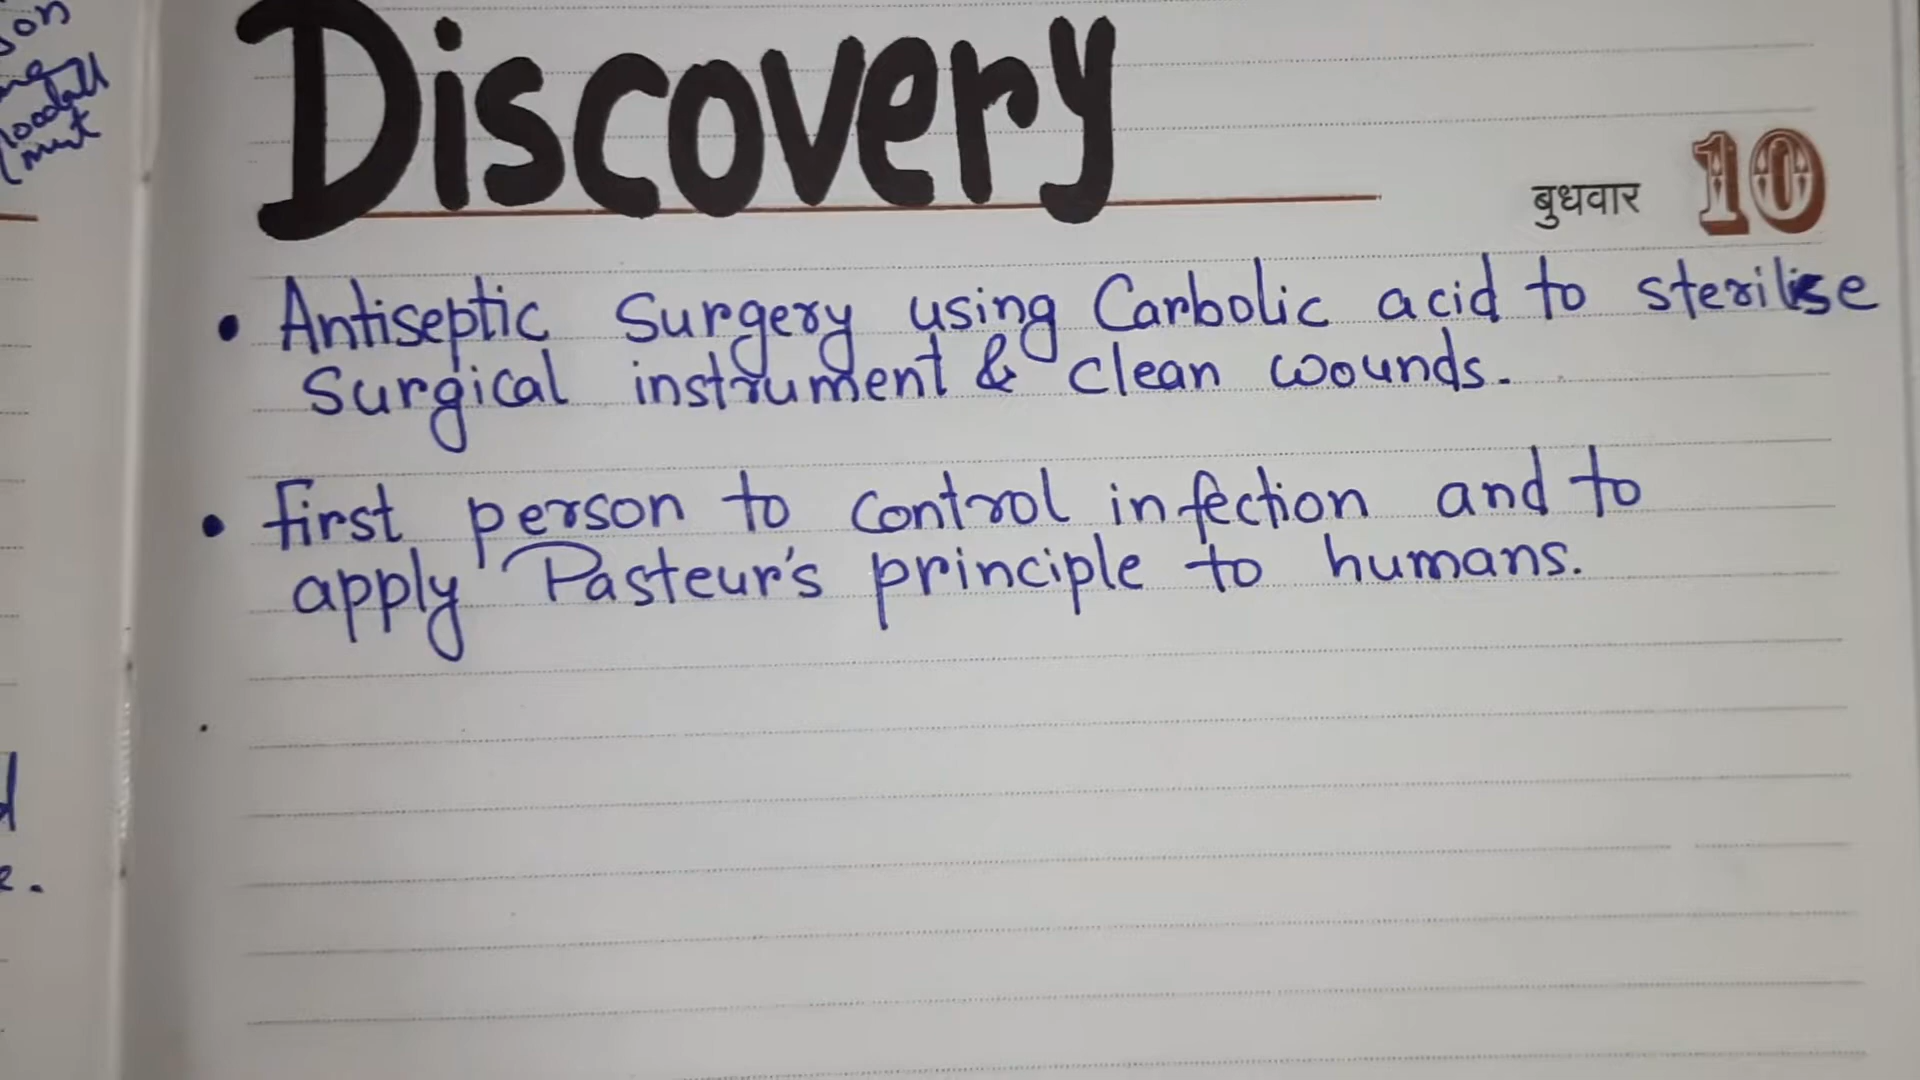 Discovery
बुधवार 10
• Antiseptic Surgery using Carbolic acid to sterilise
Surgical instrument & clean wounds.
• first person to control infection and to
apply Pasteur's principle to humans.